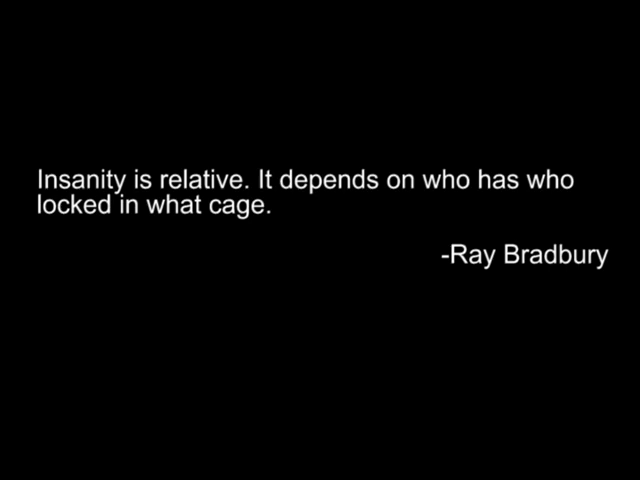 Insanity is relative. It depends on who has who
locked in what cage.
-Ray Bradbury